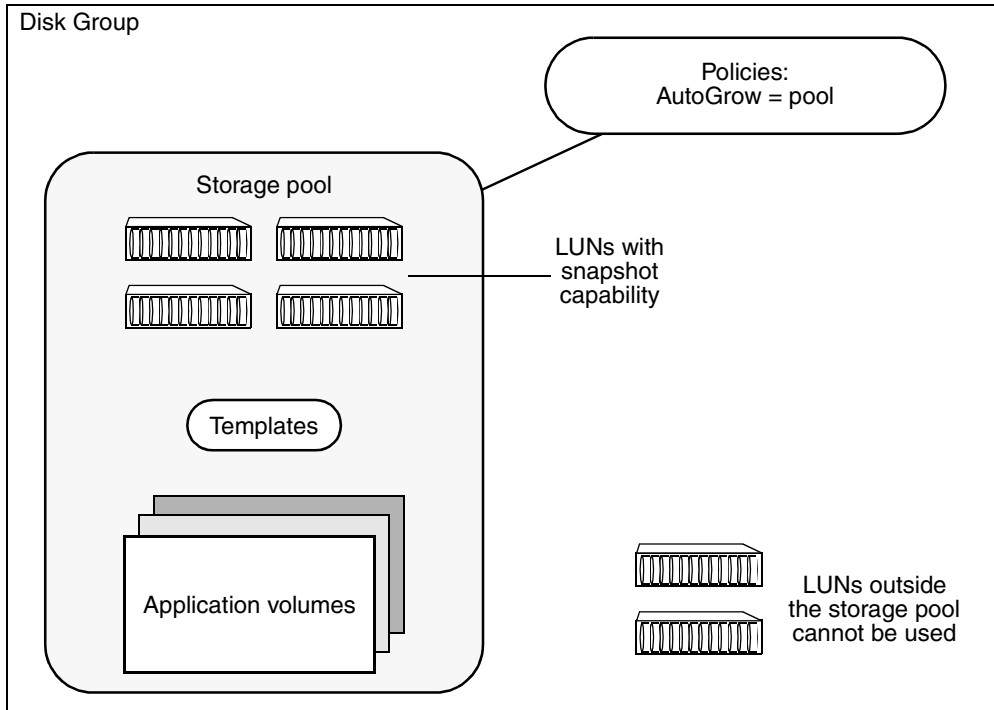 Disk Group
Policies:
AutoGrow = pool
Storage pool
LUNs with
snapshot
capability
Templates
Application volumes
LUNs outside
the storage pool
cannot be used